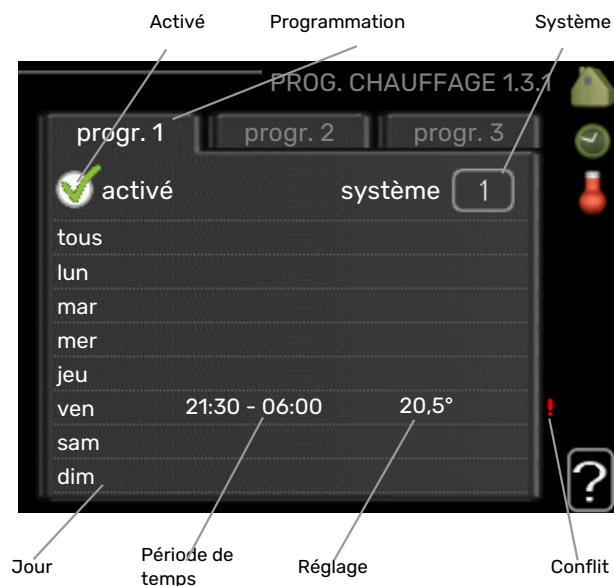 Activé Programmation Système
PROG. CHAUFFAGE 1.3.1
progr. 1 progr. 2 progr. 3
activé système 1
tous
lun
mar
mer
jeu
ven 21:30 - 06:00 20,5° !
sam
dim
?
Jour Période de temps Réglage Conflit